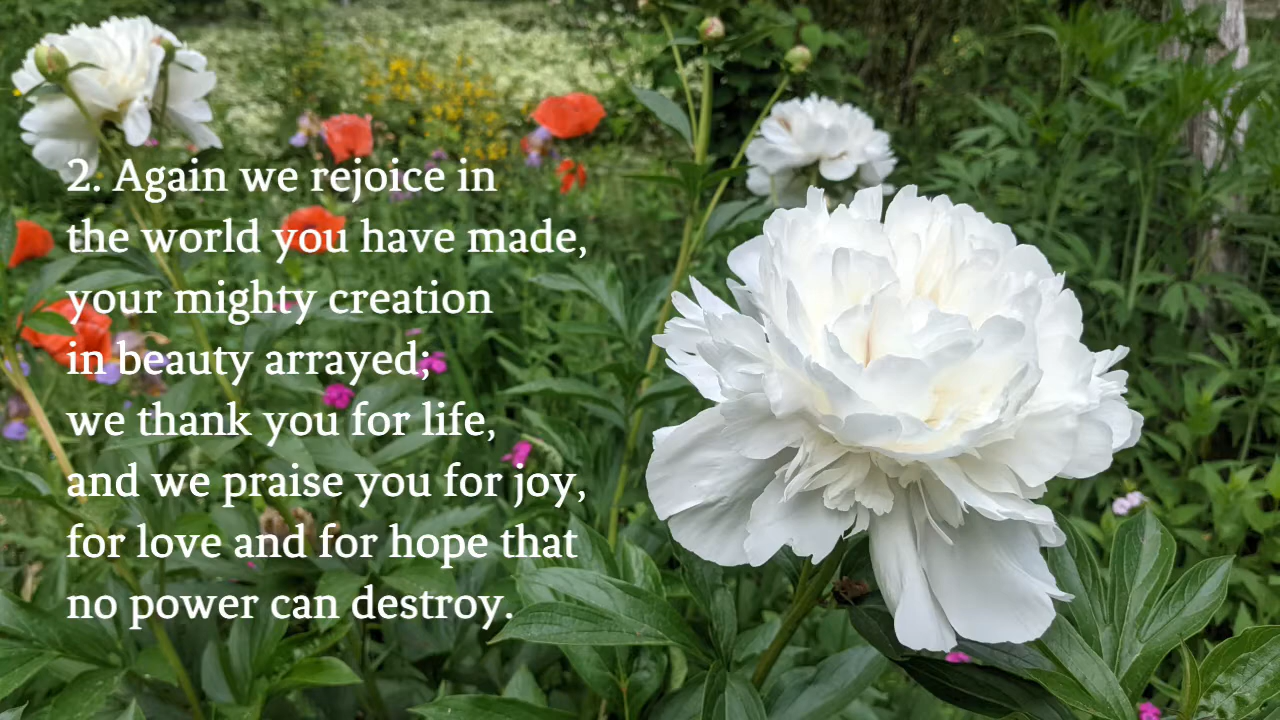 2. Again we rejoice in
the world you have made,
your mighty creation
in beauty arrayed;
we thank you for life,
and we praise you for joy,
for love and for hope that
no power can destroy.